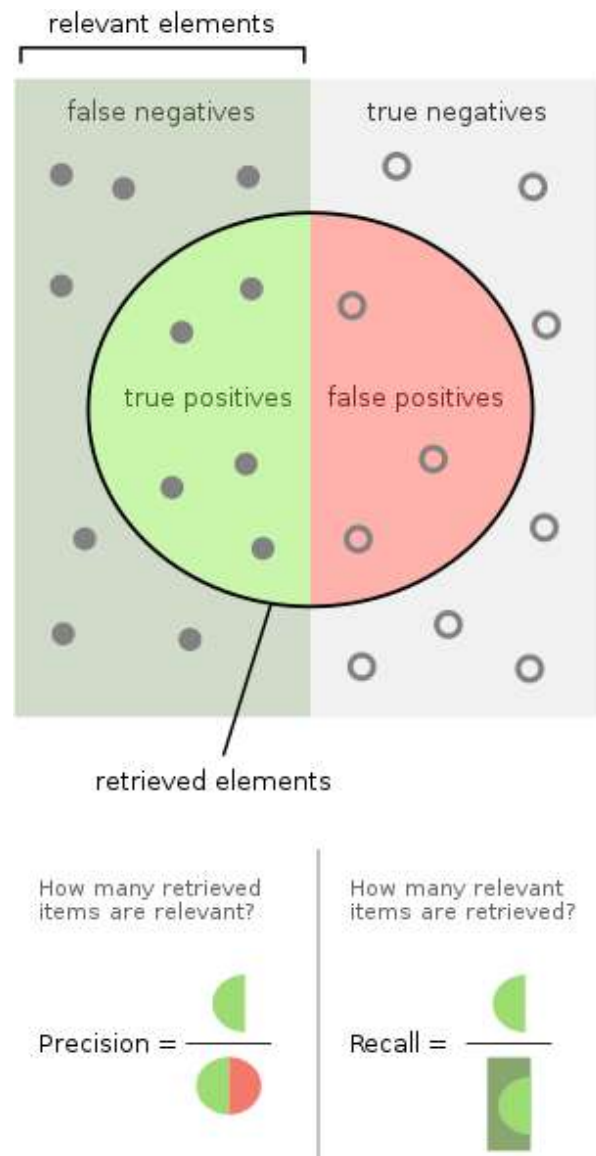 relevant elements
false negatives
true negatives
true positives
false positives
retrieved elements
How many retrieved
items are relevant?
How many relevant
items are retrieved?
Precision =
Recall =